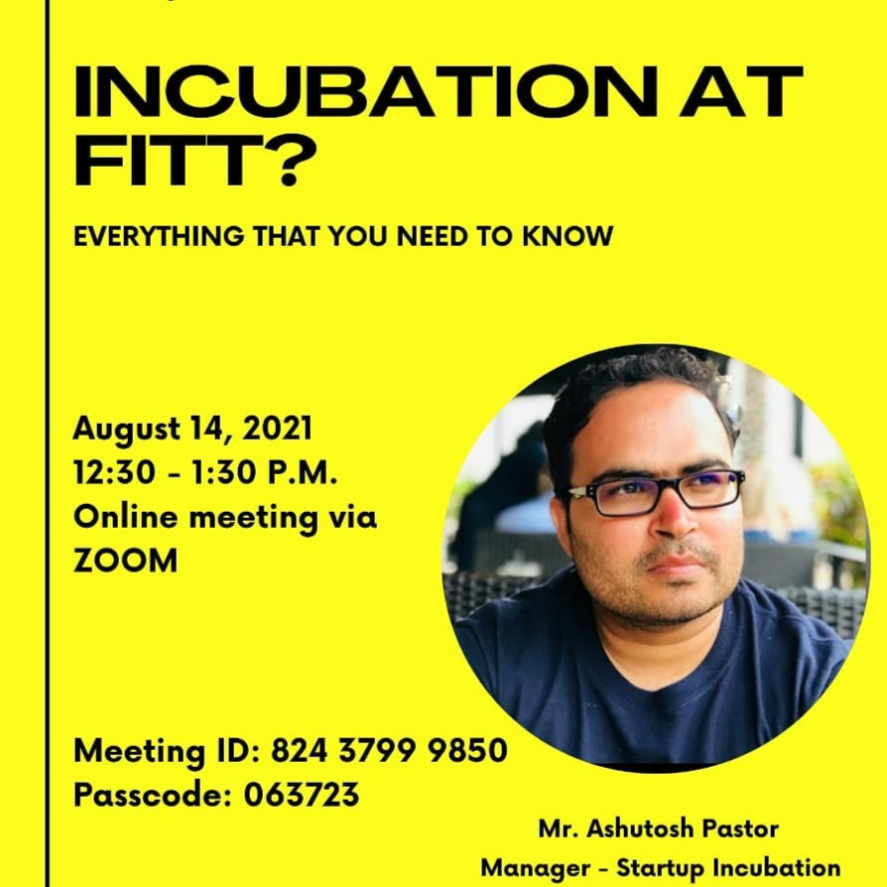 INCUBATION AT
FITT?
EVERYTHING THAT YOU NEED TO KNOW
August 14, 2021
12:30 - 1:30 P.M.
Online meeting via
ZOOM
Meeting ID: 824 3799 9850
Passcode: 063723
Mr. Ashutosh Pastor
Manager - Startup Incubation